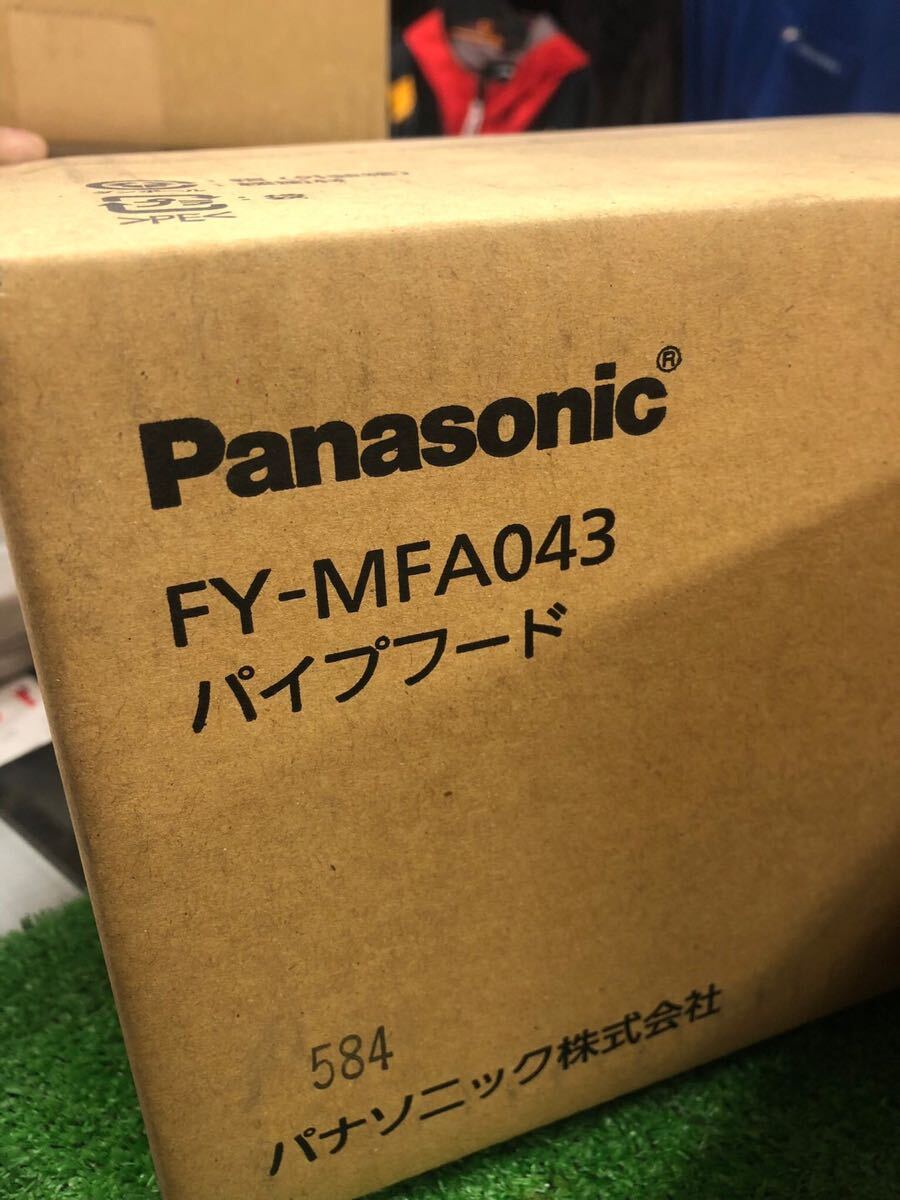 Panasonic®
FY-MFA043
パイプフード
584
パナソニック株式会社